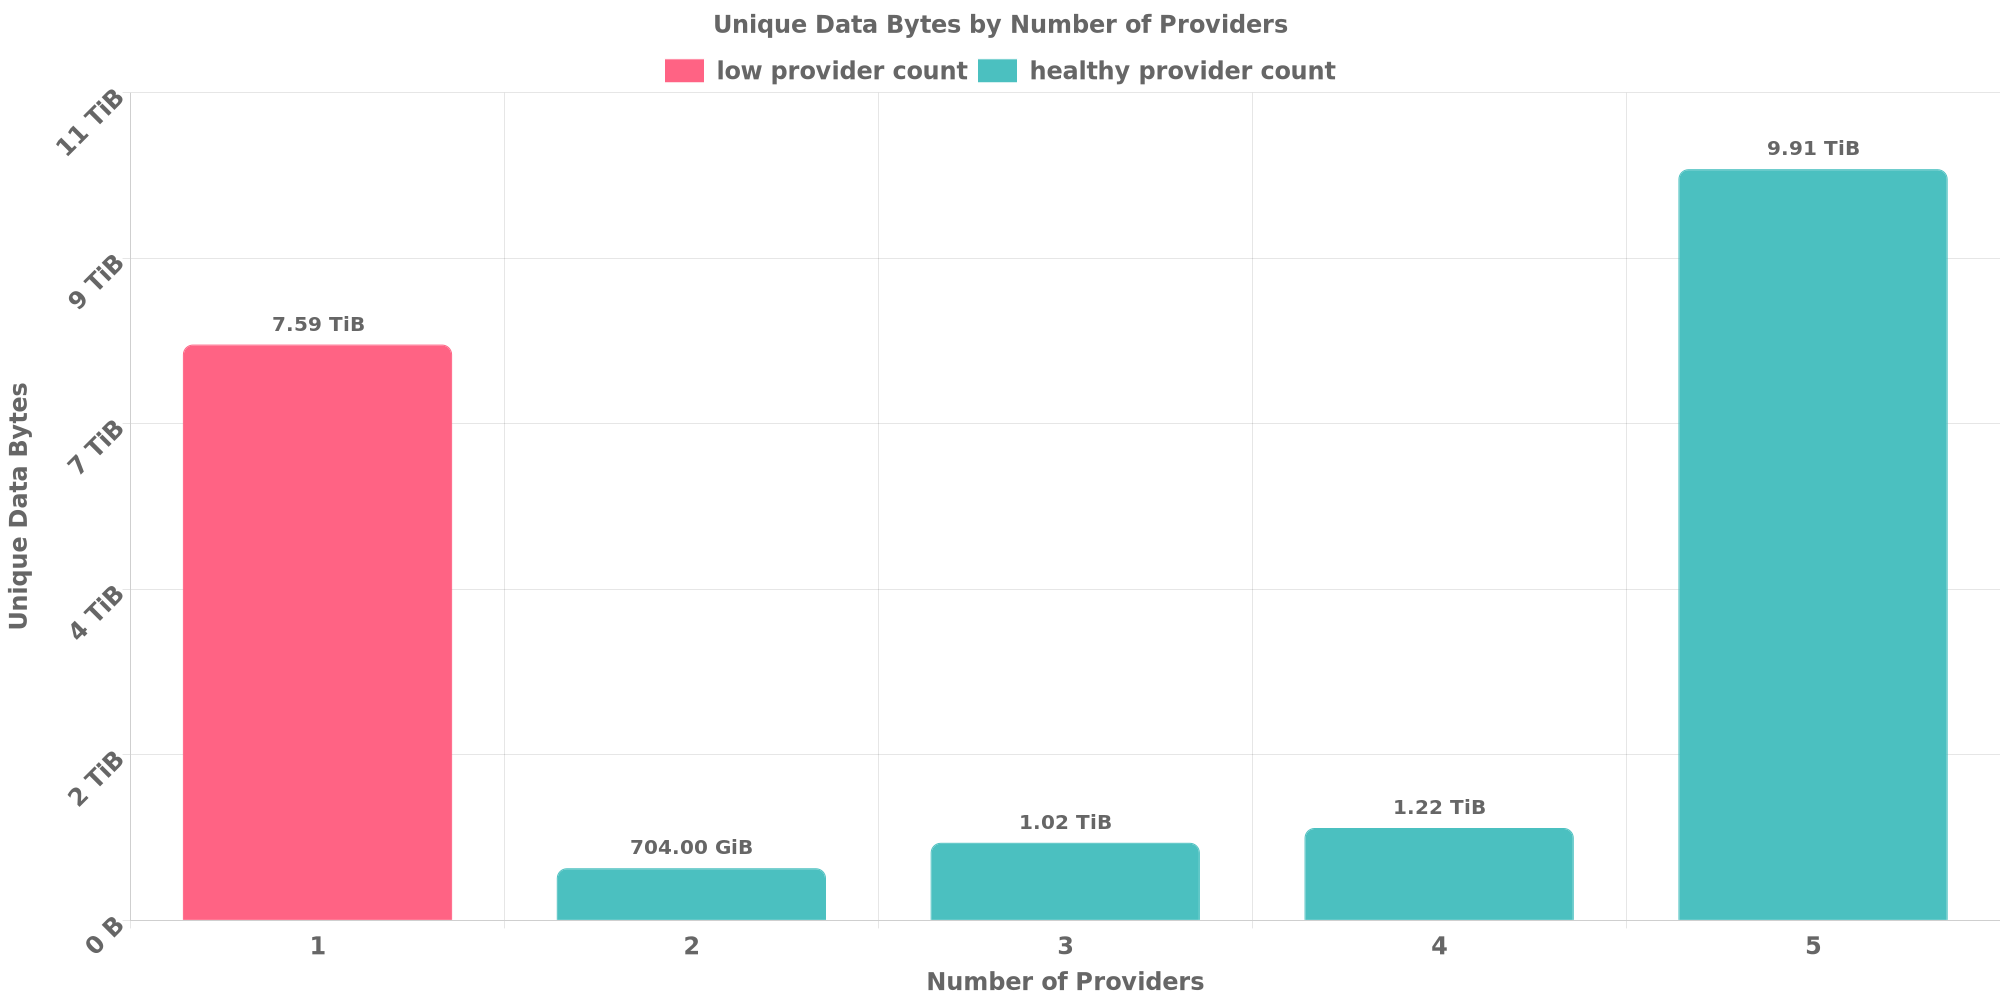 Unique Data Bytes by Number of Providers
low provider count healthy provider count
11 TiB
9 TiB
7 TiB
4 TiB
2 TiB
0 B
Unique Data Bytes
7.59 TiB
704.00 GiB
1.02 TiB
1.22 TiB
9.91 TiB
1 2 3 4 5
Number of Providers